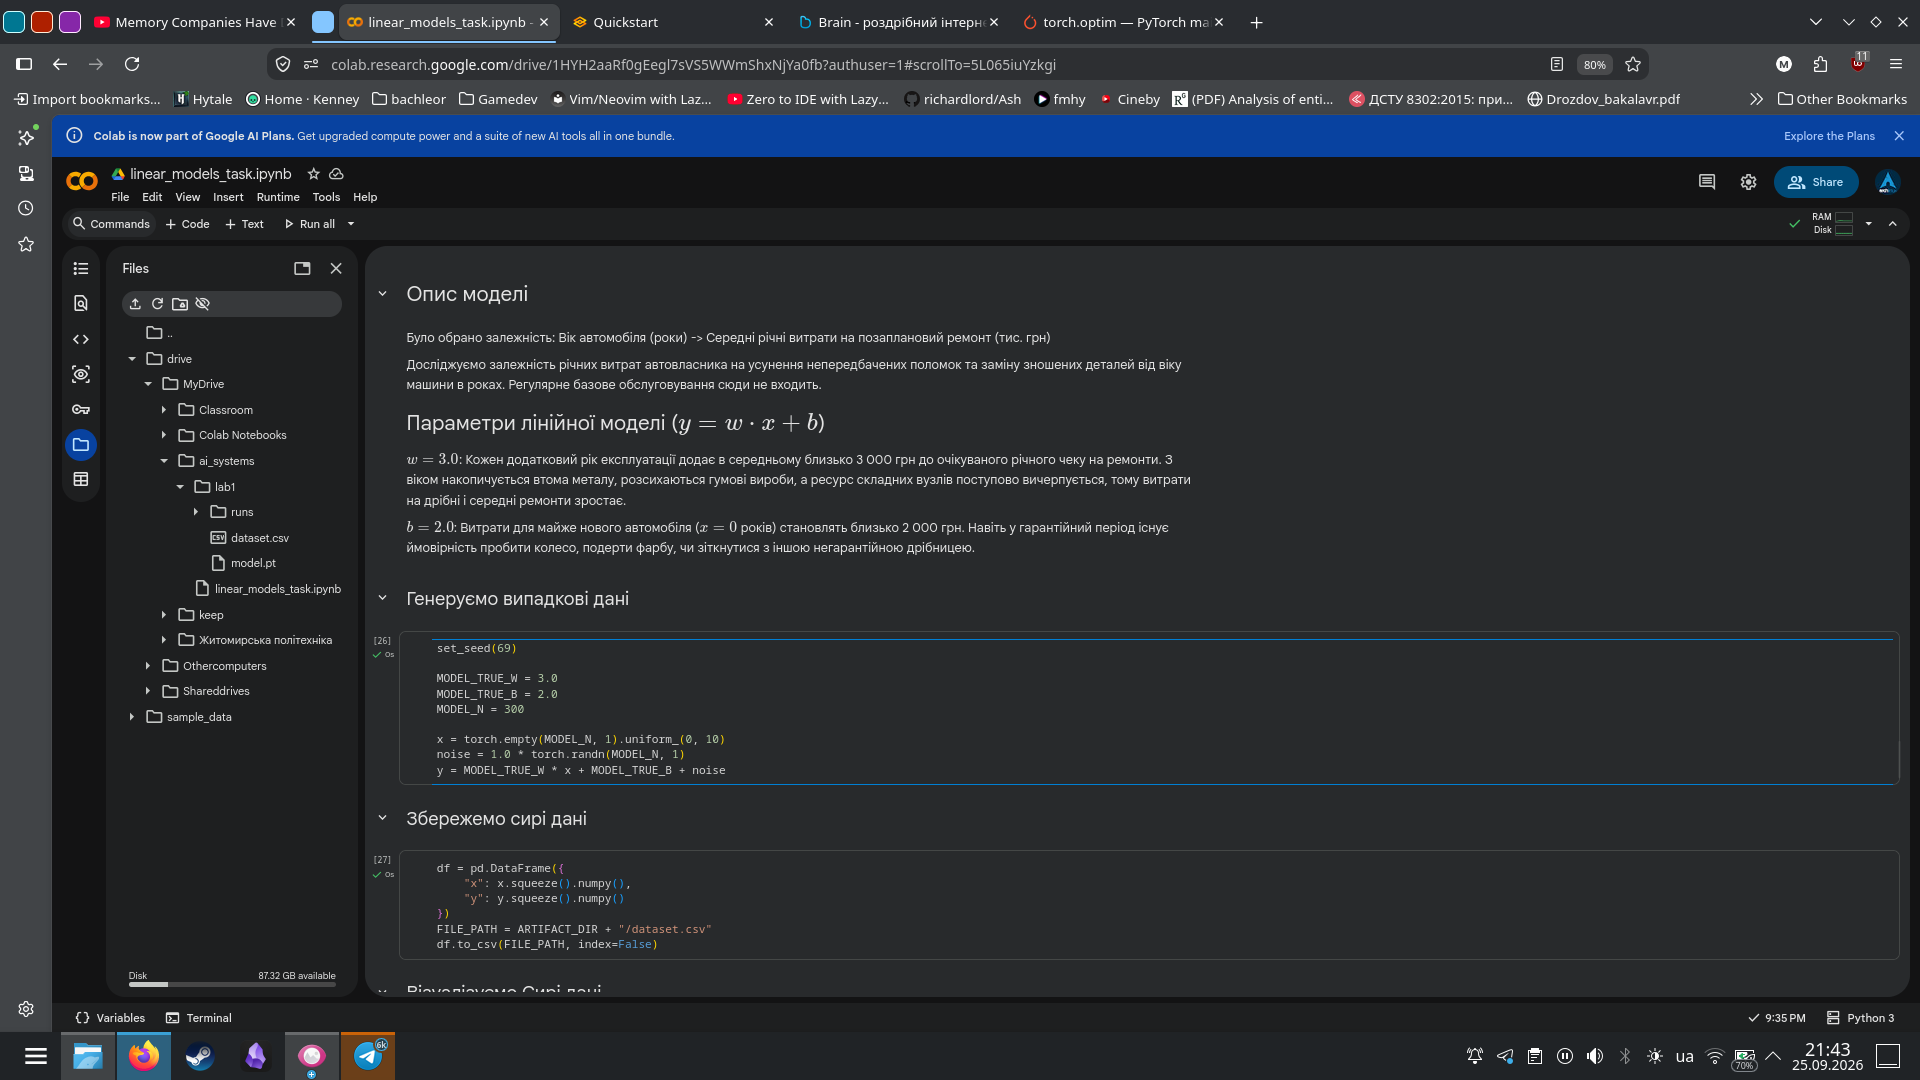 Memory Companies Have
linear_models_task.ipynb -
Quickstart
Brain - роздрібний інтерн
torch.optim — PyTorch ma
colab.research.google.com/drive/1HYH2aaRf0gEegl7sVS5WWmShxNjYa0fb?authuser=1#scrollTo=5L065iuYzkgi
80%
M
11
Import bookmarks...
Hytale
Home · Kenney
bachleor
Gamedev
Vim/Neovim with Laz...
Zero to IDE with Lazy...
richardlord/Ash
fmhy
Cineby
(PDF) Analysis of enti...
ДСТУ 8302:2015: при...
Drozdov_bakalavr.pdf
Other Bookmarks
Colab is now part of Google AI Plans. Get upgraded compute power and a suite of new AI tools all in one bundle.
Explore the Plans
linear_models_task.ipynb
File Edit View Insert Runtime Tools Help
Share
Commands + Code + Text Run all
RAM
Disk
Files
..
drive
MyDrive
Classroom
Colab Notebooks
ai_systems
lab1
runs
dataset.csv
model.pt
linear_models_task.ipynb
keep
Житомирська політехніка
Othercomputers
Shareddrives
sample_data
Disk 87.32 GB available
Опис моделі
Було обрано залежність: Вік автомобіля (роки) -> Середні річні витрати на позаплановий ремонт (тис. грн)
Досліджуємо залежність річних витрат автовласника на усунення непередбачених поломок та заміну зношених деталей від віку
машини в роках. Регулярне базове обслуговування сюди не входить.
Параметри лінійної моделі (y = w · x + b)
w = 3.0: Кожен додатковий рік експлуатації додає в середньому близько 3 000 грн до очікуваного річного чеку на ремонти. З
віком накопичується втома металу, розсихаються гумові вироби, а ресурс складних вузлів поступово вичерпується, тому витрати
на дрібні і середні ремонти зростає.
b = 2.0: Витрати для майже нового автомобіля (x = 0 років) становлять близько 2 000 грн. Навіть у гарантійний період існує
ймовірність пробити колесо, подерти фарбу, чи зіткнутися з іншою негарантійною дрібницею.
Генеруємо випадкові дані
[26]
0s
set_seed(69)
MODEL_TRUE_W = 3.0
MODEL_TRUE_B = 2.0
MODEL_N = 300
x = torch.empty(MODEL_N, 1).uniform_(0, 10)
noise = 1.0 * torch.randn(MODEL_N, 1)
y = MODEL_TRUE_W * x + MODEL_TRUE_B + noise
Збережемо сирі дані
[27]
0s
df = pd.DataFrame({
"x": x.squeeze().numpy(),
"y": y.squeeze().numpy()
})
FILE_PATH = ARTIFACT_DIR + "/dataset.csv"
df.to_csv(FILE_PATH, index=False)
Візуалізуємо Сирі дані
Variables
Terminal
9:35 PM
Python 3
6k
ua
70%
21:43
25.09.2026